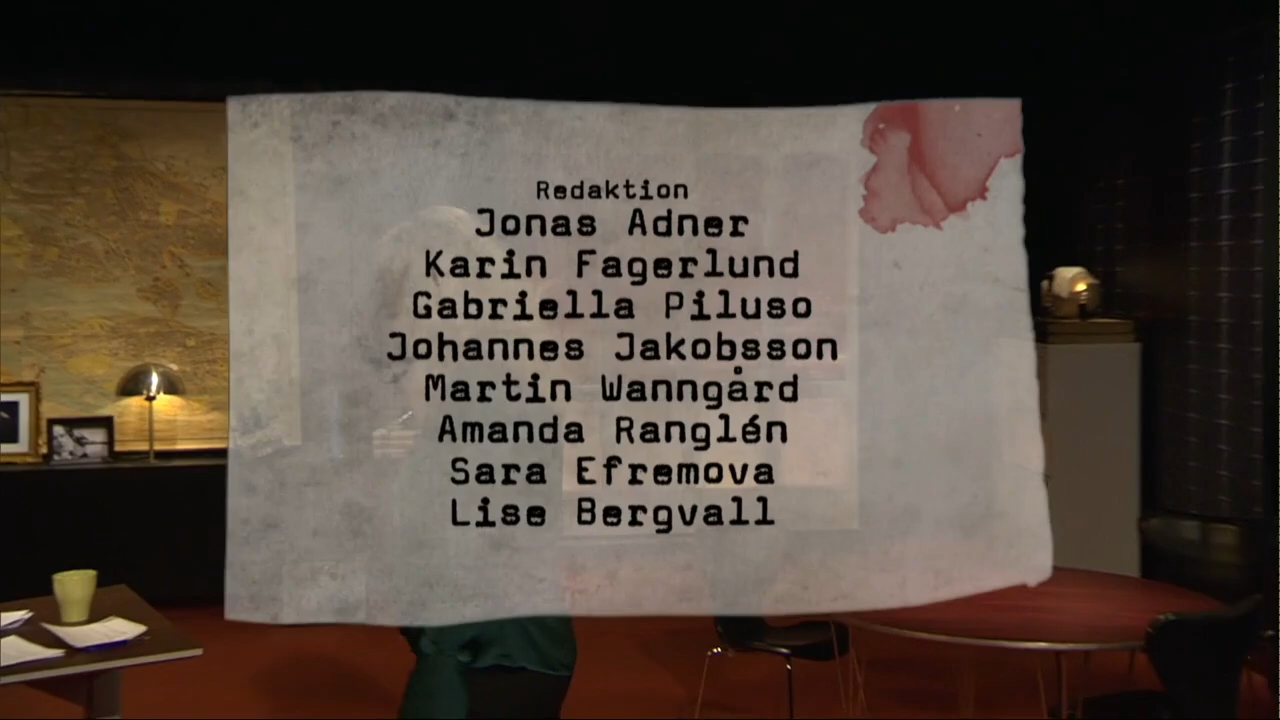 Redaktion
Jonas Adner
Karin Fagerlund
Gabriella Piluso
Johannes Jakobsson
Martin Wanngård
Amanda Ranglén
Sara Efremova
Lise Bergvall